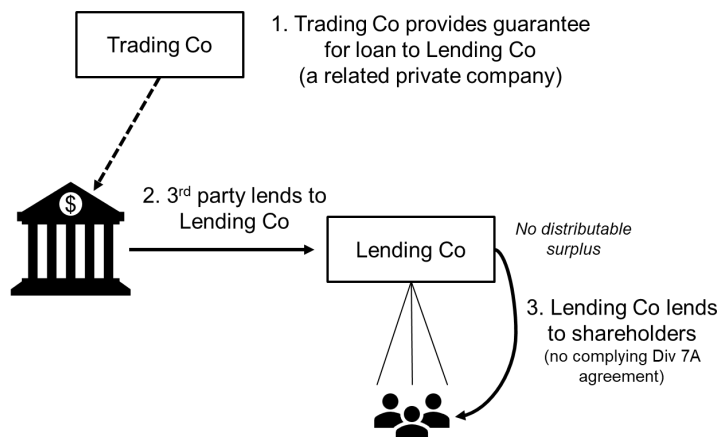 Trading Co
1. Trading Co provides guarantee
for loan to Lending Co
(a related private company)
$
2. 3rd party lends to
Lending Co
Lending Co
No distributable
surplus
3. Lending Co lends
to shareholders
(no complying Div 7A
agreement)